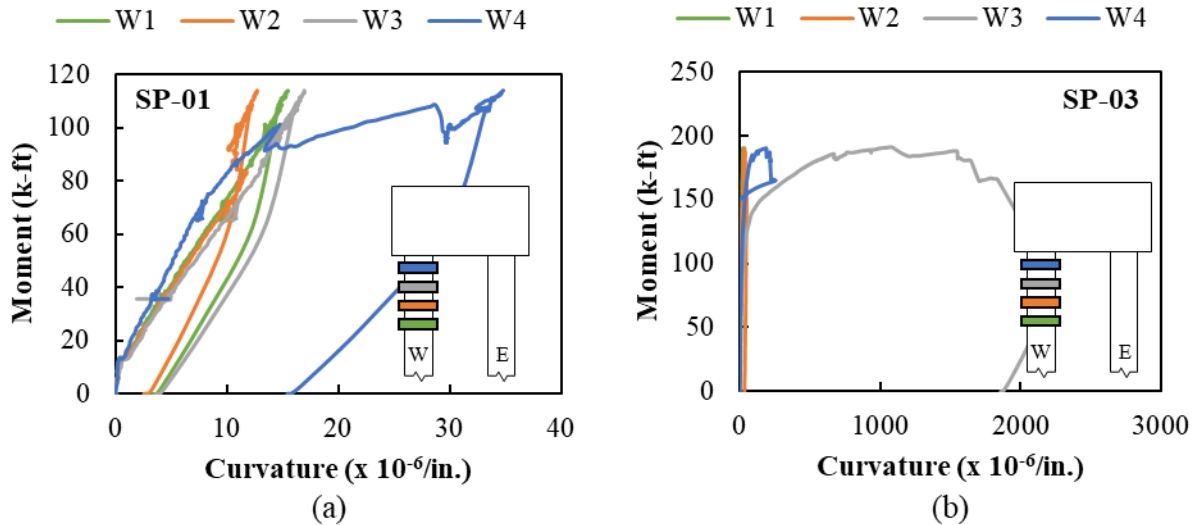 W1 W2 W3 W4
120
100
80
60
40
20
0
0 10 20 30 40
Moment (k-ft)
SP-01
W E
Curvature (x 10⁻⁶/in.)
(a)
W1 W2 W3 W4
250
200
150
100
50
0
0 1000 2000 3000
Moment (k-ft)
SP-03
W E
Curvature (x 10⁻⁶/in.)
(b)